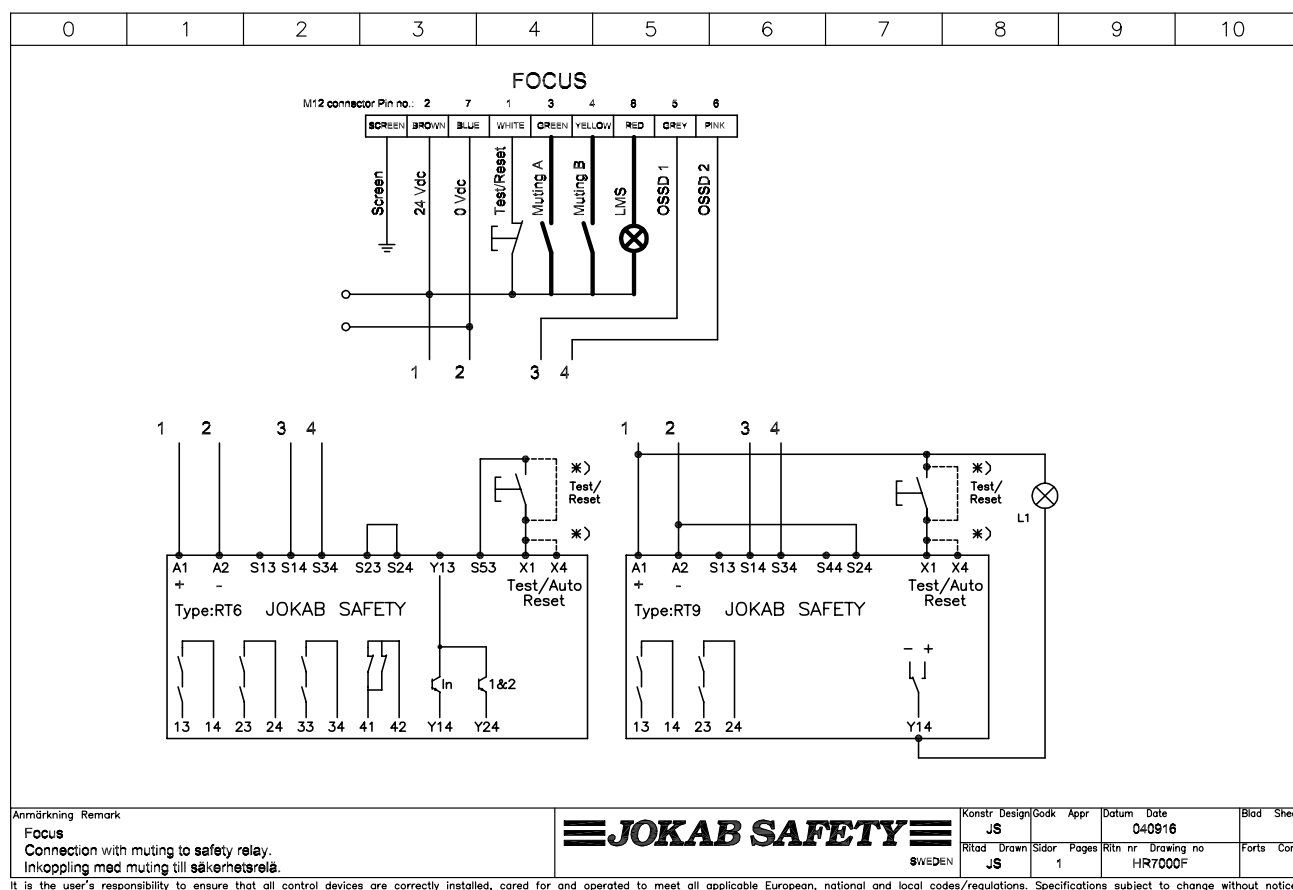 0 1 2 3 4 5 6 7 8 9 10
FOCUS
M12 connector Pin no.: 2 7 1 3 4 8 5 6
SCREEN BROWN BLUE WHITE GREEN YELLOW RED GREY PINK
Screen
24 Vdc
0 Vdc
Test/Reset
Muting A
Muting B
LMS
OSSD 1
OSSD 2
1 2 3 4
1 2 3 4
*)
Test/
Reset
*)
A1 A2 S13 S14 S34 S23 S24 Y13 S53 X1 X4
+ -
Test/Auto
Reset
Type:RT6 JOKAB SAFETY
In 1&2
13 14 23 24 33 34 41 42 Y14 Y24
1 2 3 4
*)
Test/
Reset
L1
*)
A1 A2 S13 S14 S34 S44 S24 X1 X4
+ -
Test/Auto
Reset
Type:RT9 JOKAB SAFETY
- +
13 14 23 24 Y14
Anmärkning Remark
Focus
Connection with muting to safety relay.
Inkoppling med muting till säkerhetsrelä.
JOKAB SAFETY
SWEDEN
Konstr Design Godk Appr Datum Date Blad Shee
JS 040916
Ritad Drawn Sidor Pages Ritn nr Drawing no Forts Con
JS 1 HR7000F
It is the user's responsibility to ensure that all control devices are correctly installed, cared for and operated to meet all applicable European, national and local codes/regulations. Specifications subject to change without notice